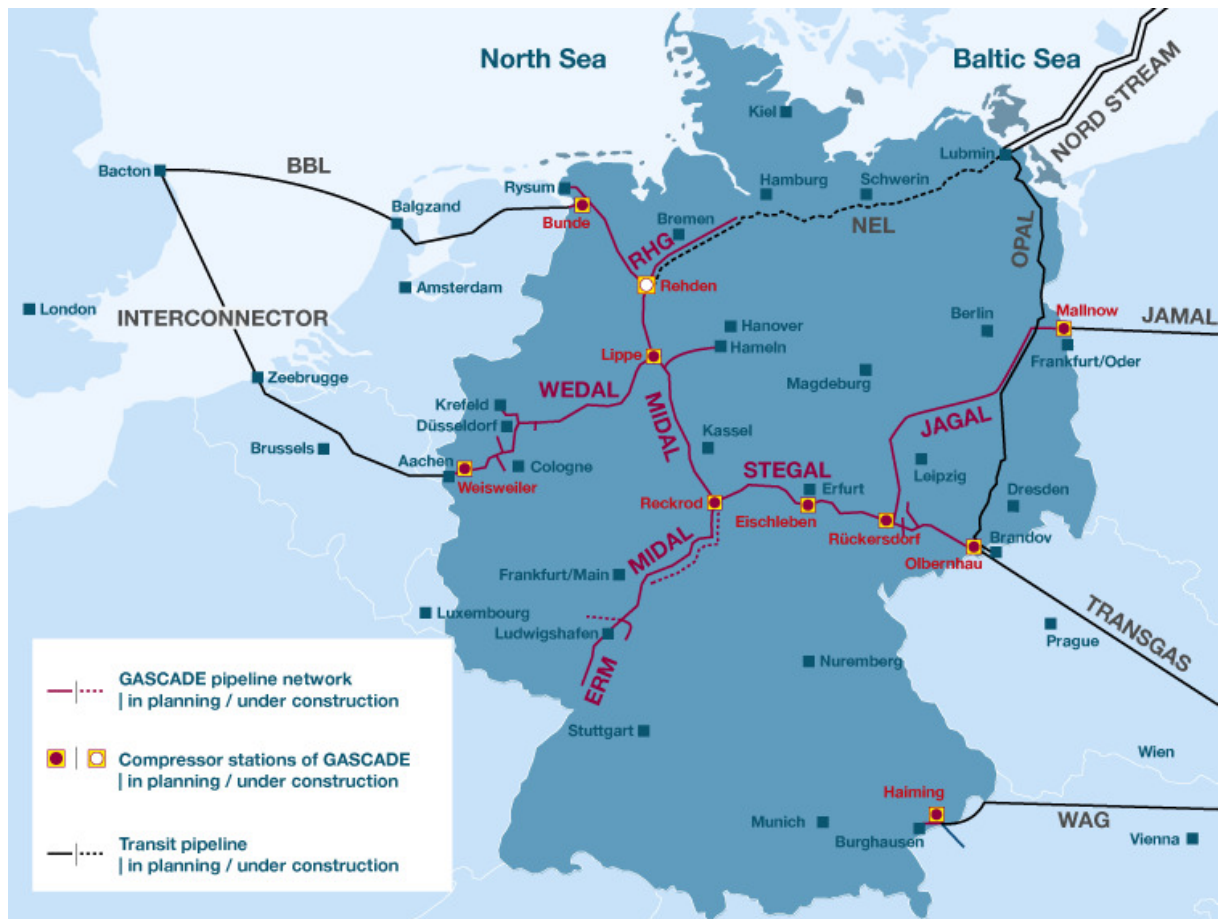 North Sea
Baltic Sea
NORD STREAM
Kiel
Lubmin
BBL
Bacton
Rysum
Hamburg
Schwerin
Balgzand
Bunde
Bremen
NEL
RHG
OPAL
Rehden
Amsterdam
London
INTERCONNECTOR
Hanover
Berlin
Mallnow
JAMAL
Lippe
Hameln
Frankfurt/Oder
Zeebrugge
Magdeburg
WEDAL
Krefeld
MIDAL
JAGAL
Düsseldorf
Kassel
Brussels
Aachen
Cologne
STEGAL
Leipzig
Weisweiler
Erfurt
Dresden
Reckrod
Eischleben
Rückersdorf
Brandov
MIDAL
Olbernhau
Frankfurt/Main
Luxembourg
TRANSGAS
Ludwigshafen
Prague
ERM
Nuremberg
GASCADE pipeline network
| in planning / under construction
Stuttgart
Compressor stations of GASCADE
| in planning / under construction
Wien
Haiming
Munich
Burghausen
WAG
Vienna
Transit pipeline
| in planning / under construction